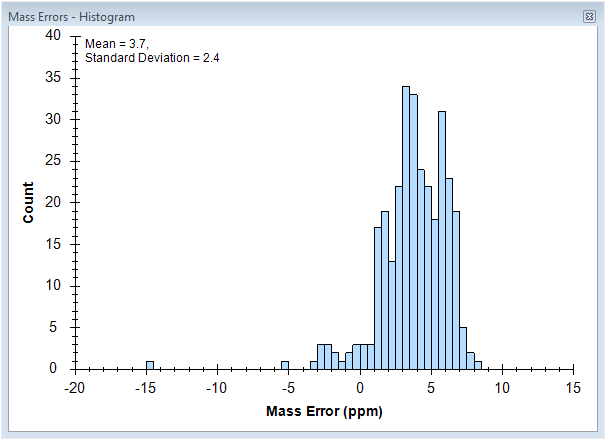 Mass Errors - Histogram
Mean = 3.7,
Standard Deviation = 2.4
40
35
30
25
20
15
10
5
0
Count
-20 -15 -10 -5 0 5 10 15
Mass Error (ppm)